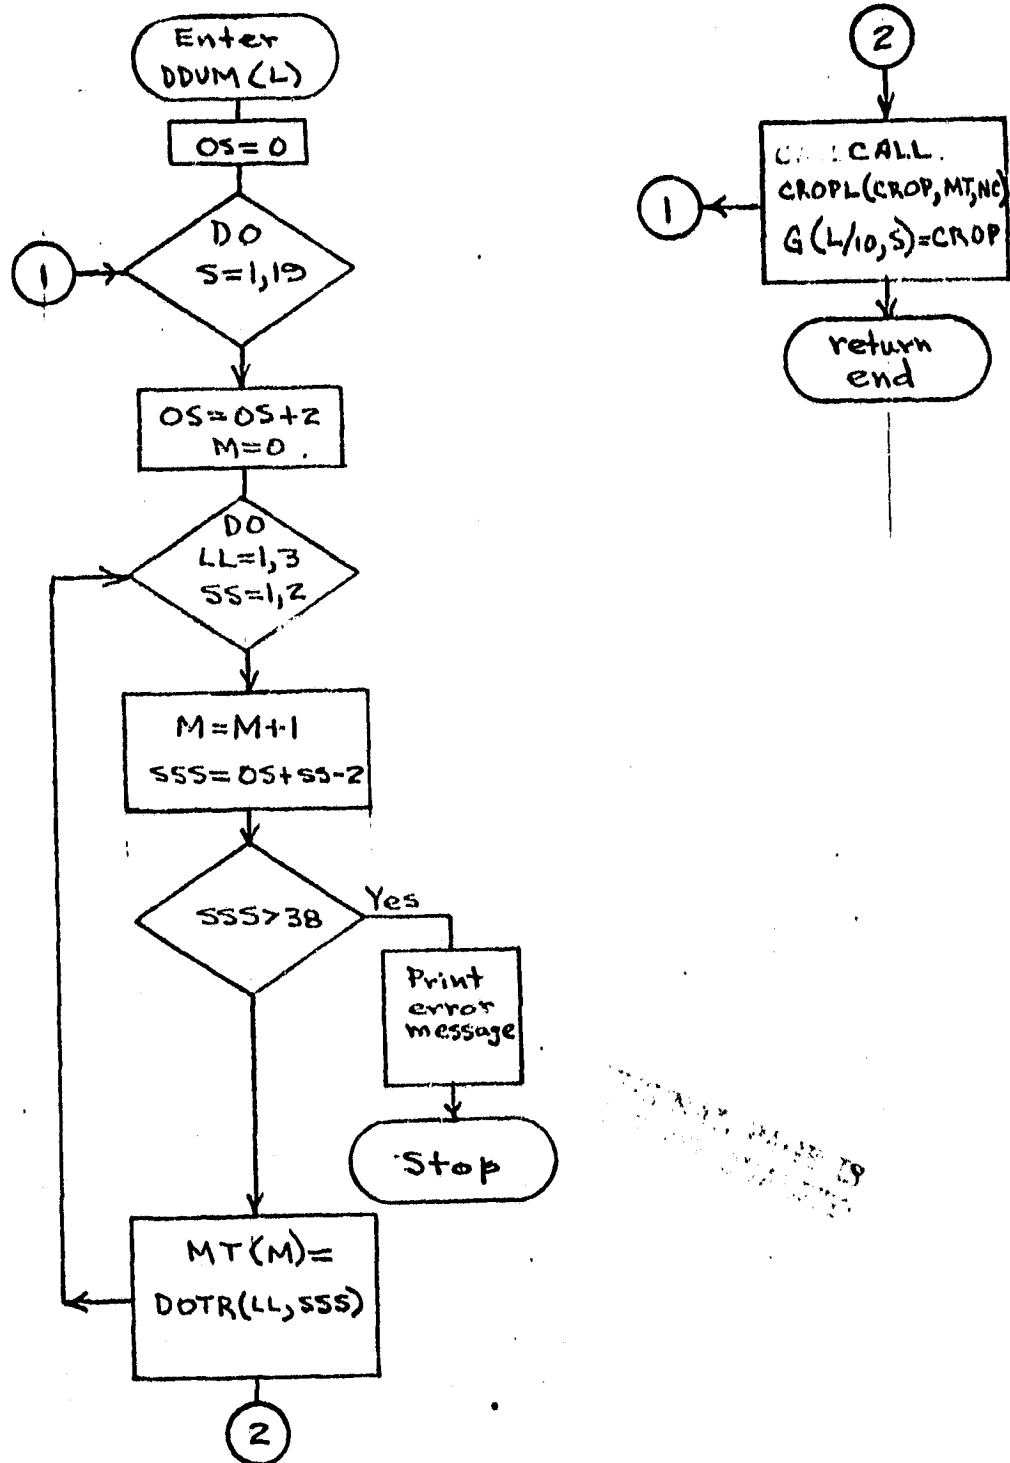 Enter
DDUM(L)
OS=0
DO
S=1,19
1
OS=OS+2
M=0
DO
LL=1,3
SS=1,2
M=M+1
SSS=OS+SS-2
SSS>38
Yes
Print
error
message
Stop
MT(M)=
DOTR(LL,SSS)
2
2
CALL
CROPL(CROP,MT,NC)
G(L/10,S)=CROP
1
return
end